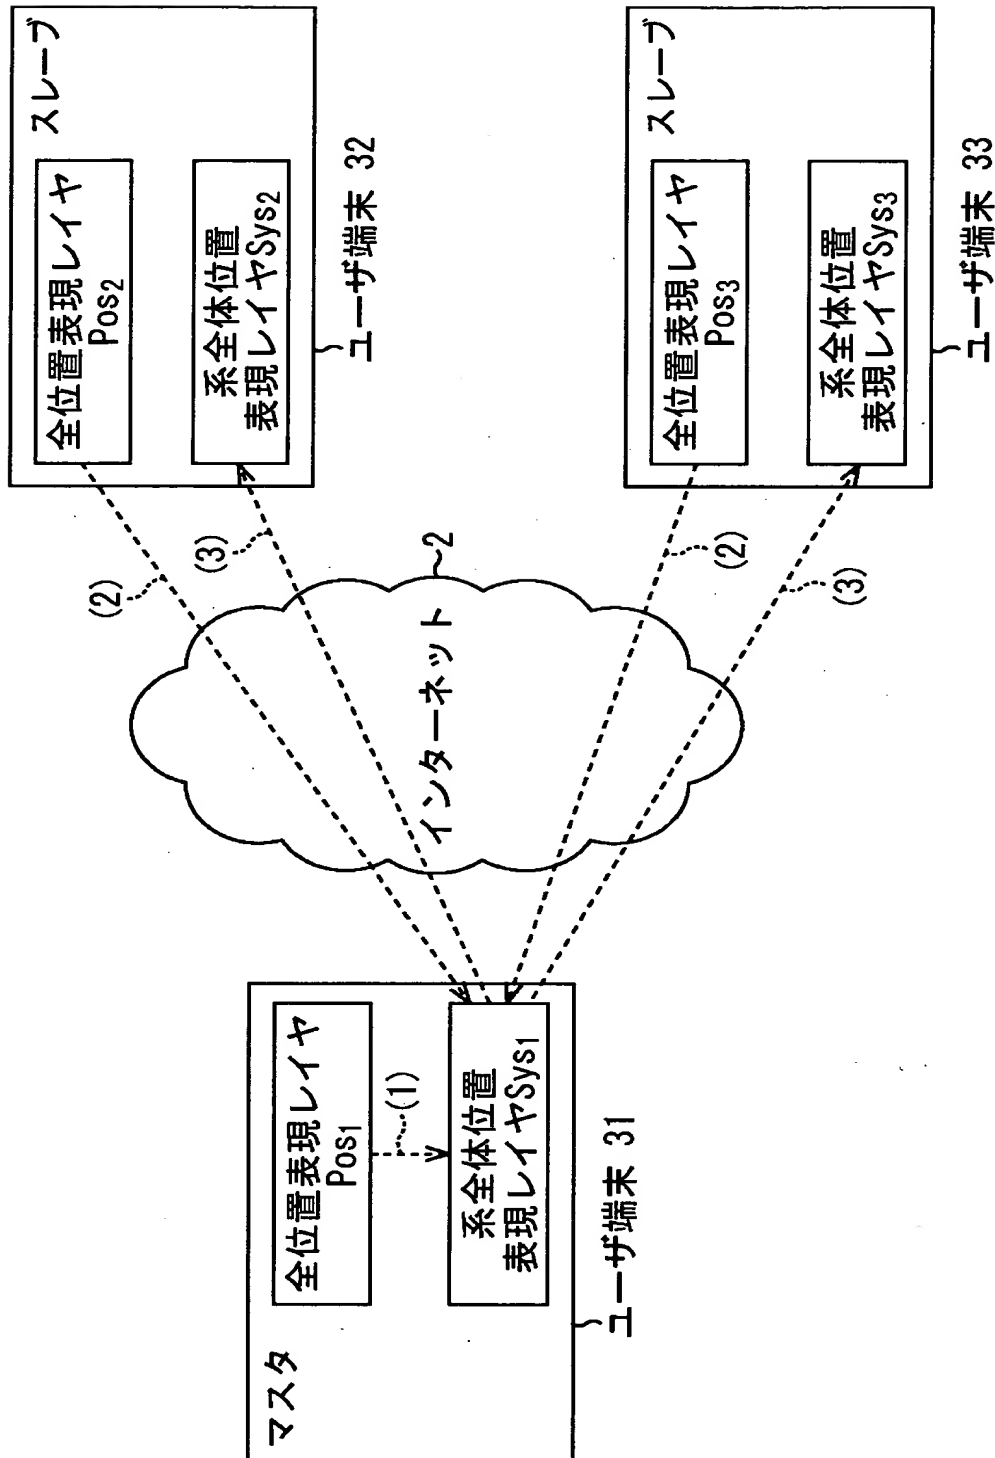 マスタ
全位置表現レイヤ
Pos1
(1)
系全体位置
表現レイヤSys1
ユーザ端末 31
インターネット
2
(2)
(3)
(2)
(3)
スレーブ
全位置表現レイヤ
Pos2
系全体位置
表現レイヤSys2
ユーザ端末 32
スレーブ
全位置表現レイヤ
Pos3
系全体位置
表現レイヤSys3
ユーザ端末 33